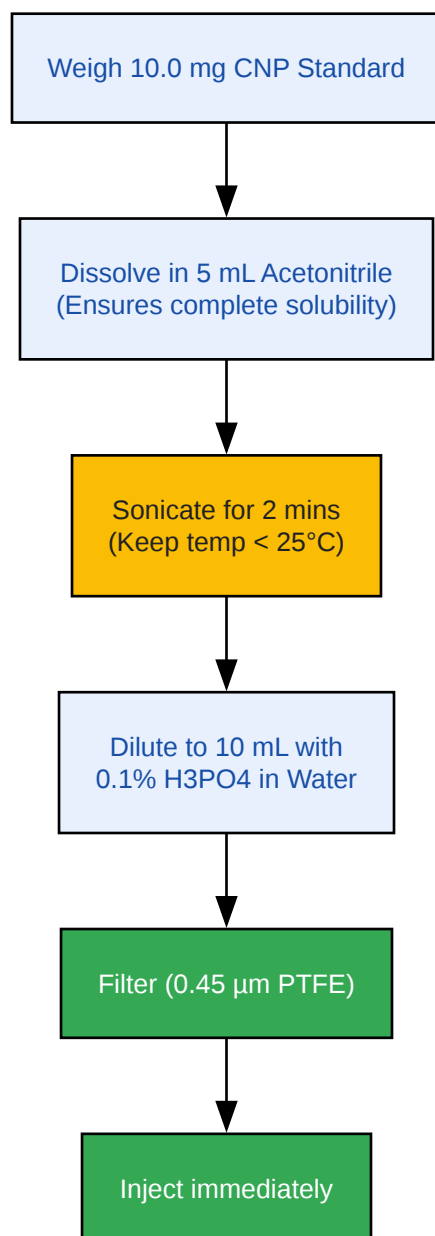 Weigh 10.0 mg CNP Standard
Dissolve in 5 mL Acetonitrile
(Ensures complete solubility)
Sonicate for 2 mins
(Keep temp < 25°C)
Dilute to 10 mL with
0.1% H3PO4 in Water
Filter (0.45 µm PTFE)
Inject immediately